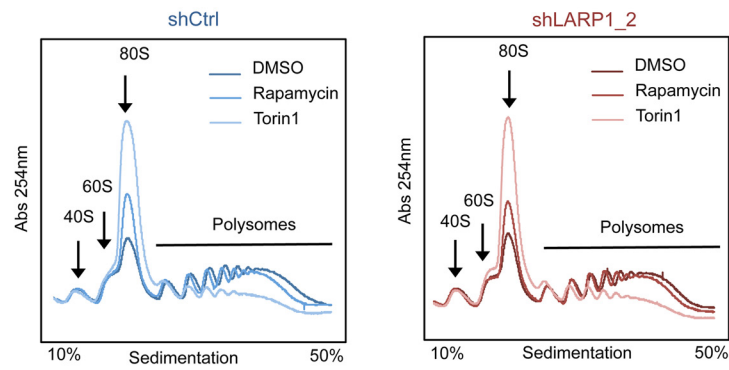 shCtrl
80S
DMSO
Rapamycin
Torin1
60S
40S
Polysomes
Abs 254nm
10%
Sedimentation
50%
shLARP1_2
80S
DMSO
Rapamycin
Torin1
60S
40S
Polysomes
Abs 254nm
10%
Sedimentation
50%